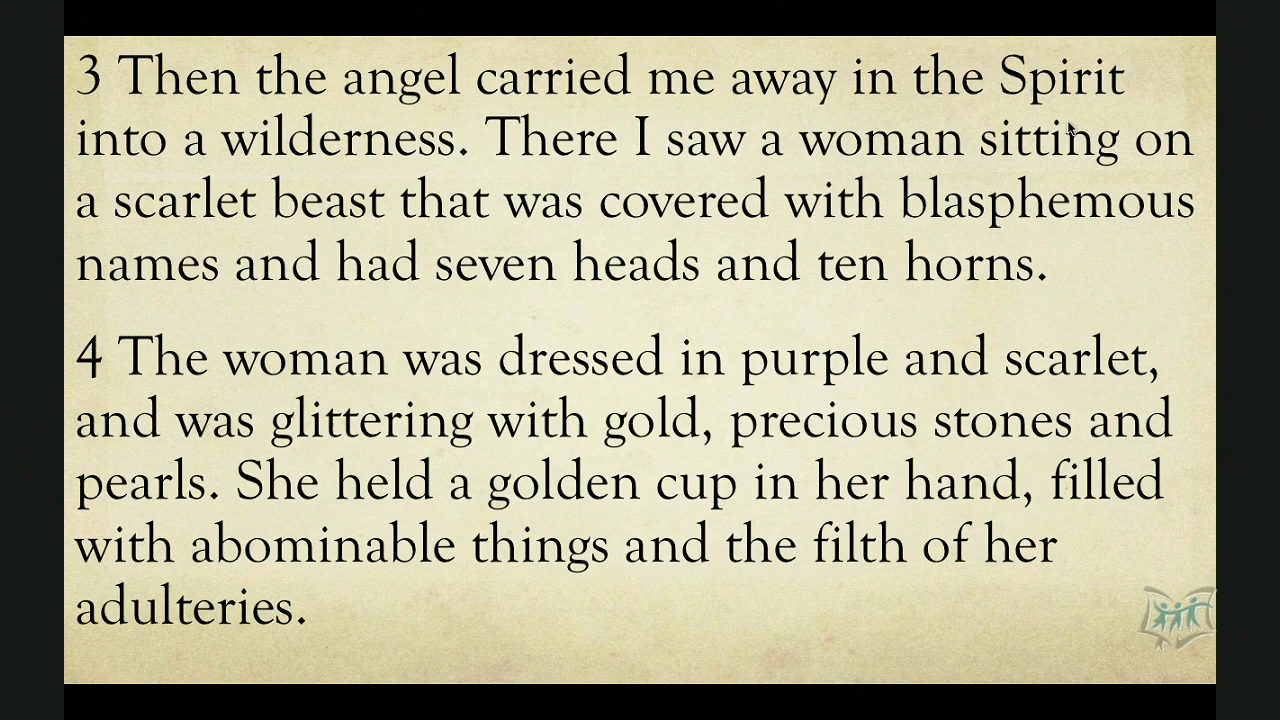 3 Then the angel carried me away in the Spirit
into a wilderness. There I saw a woman sitting on
a scarlet beast that was covered with blasphemous
names and had seven heads and ten horns.
4 The woman was dressed in purple and scarlet,
and was glittering with gold, precious stones and
pearls. She held a golden cup in her hand, filled
with abominable things and the filth of her
adulteries.